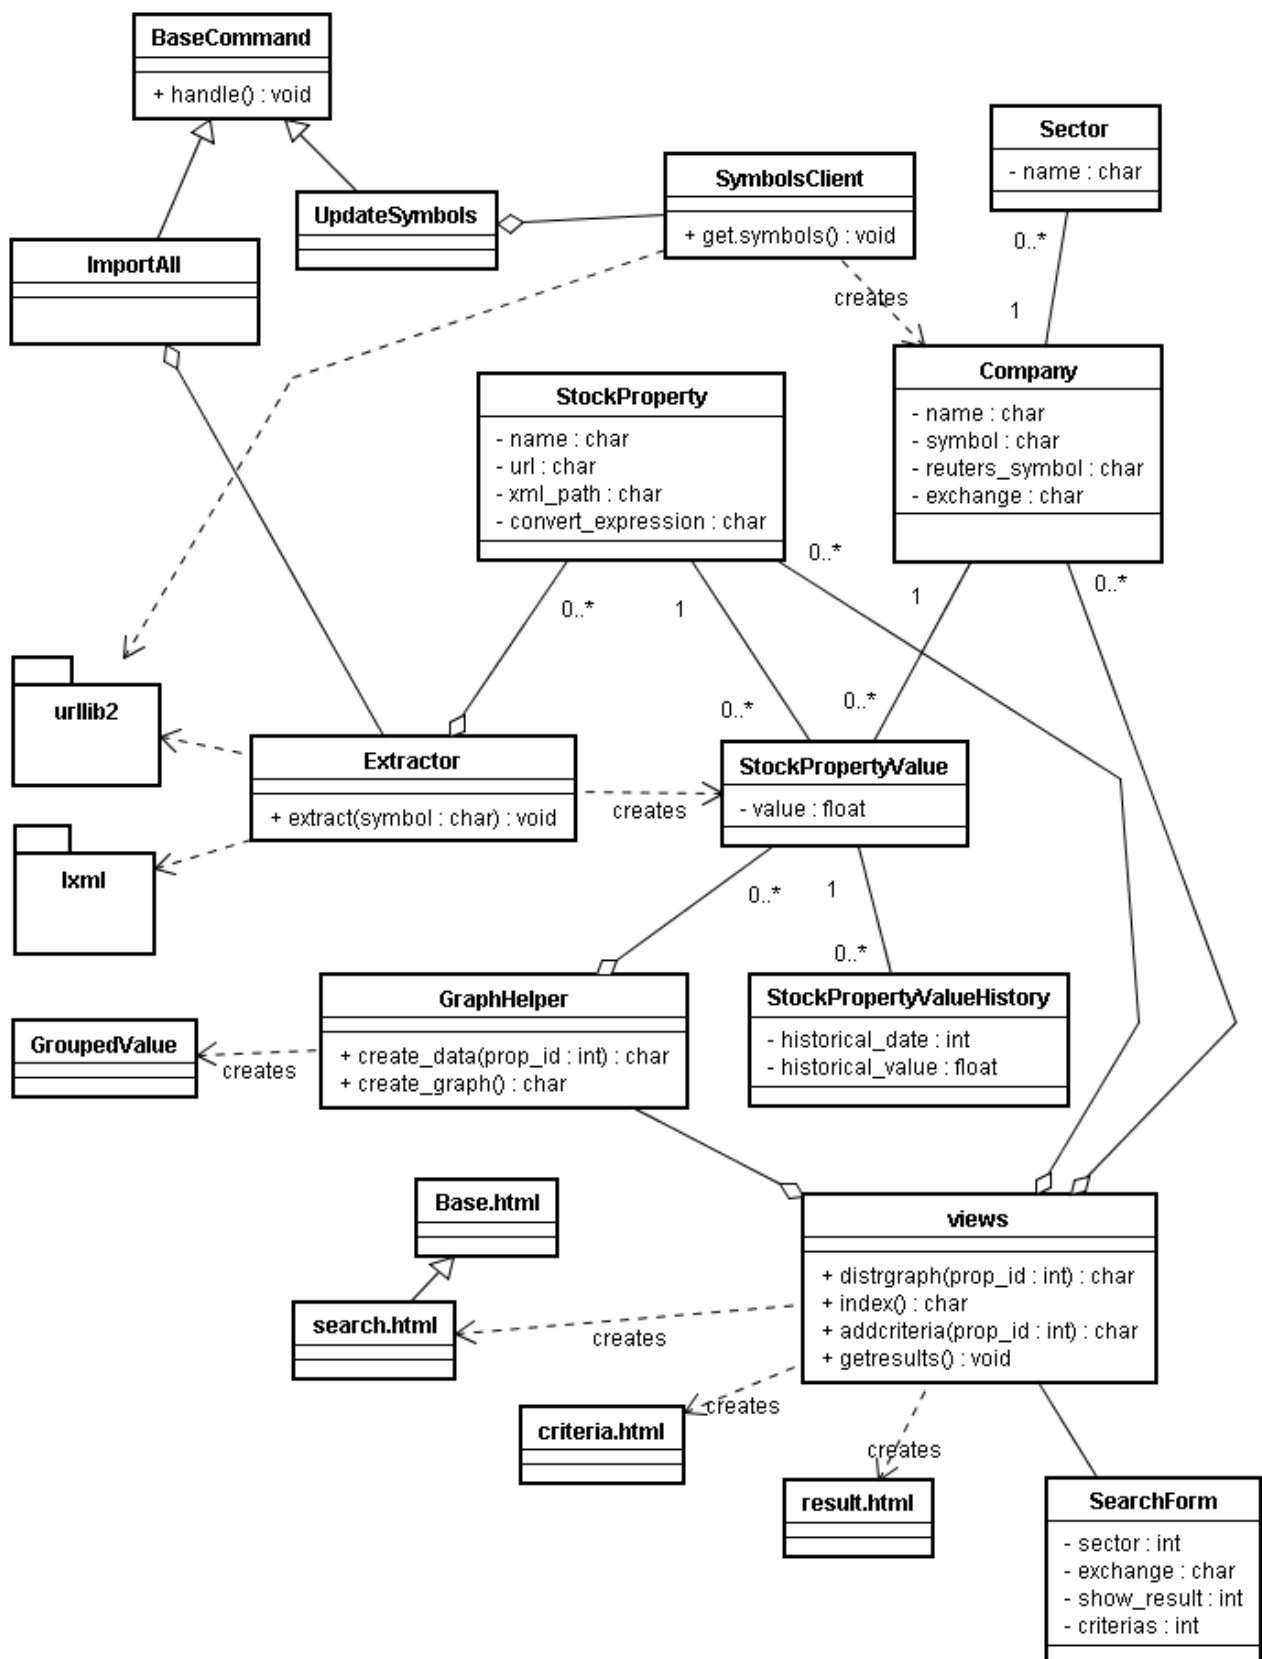 BaseCommand
+ handle() : void
Sector
- name : char
SymbolsClient
+ get.symbols() : void
UpdateSymbols
ImportAll
0..*
creates
1
Company
- name : char
- symbol : char
- reuters_symbol : char
- exchange : char
StockProperty
- name : char
- url : char
- xml_path : char
- convert_expression : char
0..*
0..*
1
1
0..*
urllib2
0..*
0..*
Extractor
+ extract(symbol : char) : void
creates
StockPropertyValue
- value : float
lxml
0..*
1
0..*
GraphHelper
+ create_data(prop_id : int) : char
+ create_graph() : char
StockPropertyValueHistory
- historical_date : int
- historical_value : float
GroupedValue
creates
Base.html
views
+ distrgraph(prop_id : int) : char
+ index() : char
+ addcriteria(prop_id : int) : char
+ getresults() : void
search.html
creates
creates
criteria.html
creates
result.html
SearchForm
- sector : int
- exchange : char
- show_result : int
- criterias : int